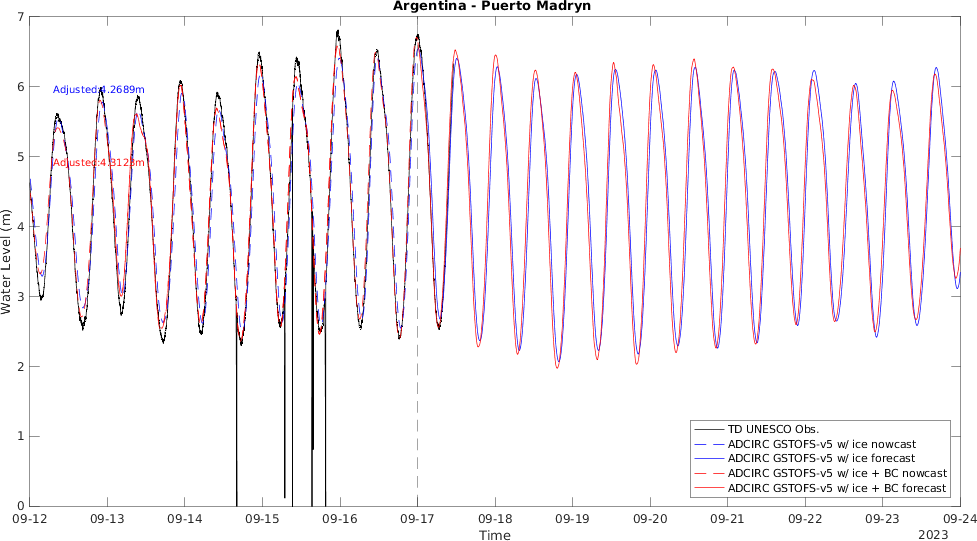 Argentina - Puerto Madryn
7
6
5
4
3
2
1
0
Water Level (m)
Adjusted:4.2689m
Adjusted:4.3123m
TD UNESCO Obs.
ADCIRC GSTOFS-v5 w/ ice nowcast
ADCIRC GSTOFS-v5 w/ ice forecast
ADCIRC GSTOFS-v5 w/ ice + BC nowcast
ADCIRC GSTOFS-v5 w/ ice + BC forecast
09-12 09-13 09-14 09-15 09-16 09-17 09-18 09-19 09-20 09-21 09-22 09-23 09-24
Time
2023